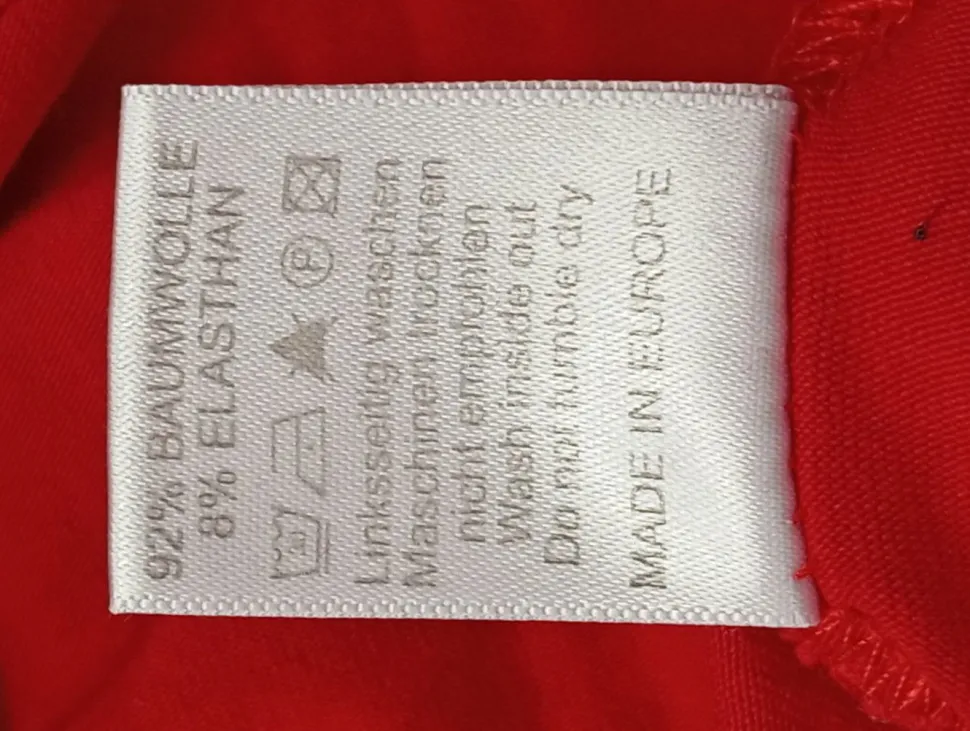 92% BAUMWOLLE
8% ELASTHAN
P
Linksseitig waschen
Maschinen trocknen
nicht empfohlen
Wash inside out
Do not tumble dry
MADE IN EUROPE